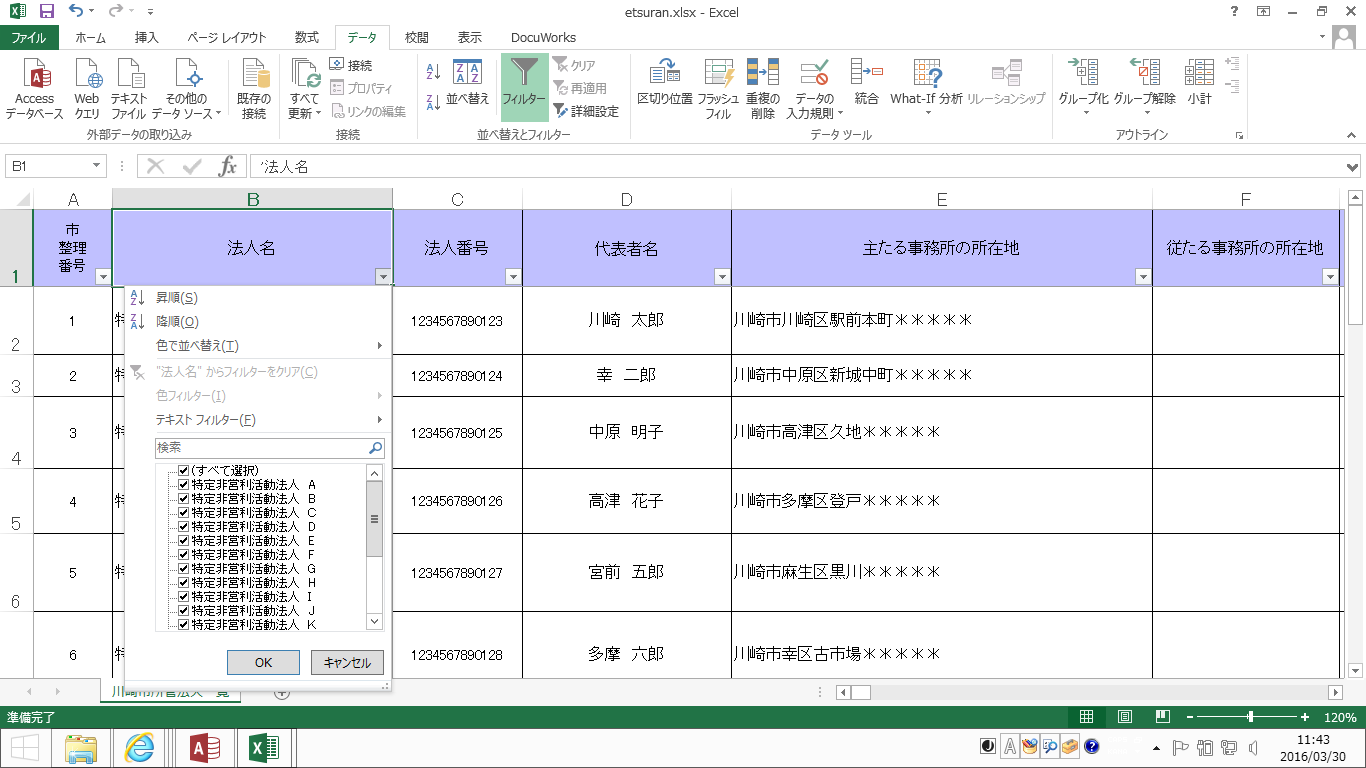 etsuran.xlsx - Excel
ファイル ホーム 挿入 ページ レイアウト 数式 データ 校閲 表示 DocuWorks
Access データベース
Web クエリ
テキスト ファイル
その他の データ ソース
既存の 接続
すべて 更新
接続
プロパティ
リンクの編集
並べ替え
フィルター
クリア
再適用
詳細設定
区切り位置
フラッシュ フィル
重複の 削除
データの 入力規則
統合
What-If 分析
リレーションシップ
グループ化
グループ解除
小計
外部データの取り込み 接続 並べ替えとフィルター データ ツール アウトライン
B1 fx '法人名
A B C D E F
1 市 整理 番号 法人名 法人番号 代表者名 主たる事務所の所在地 従たる事務所の所在地
2 1 1234567890123 川崎 太郎 川崎市川崎区駅前本町＊＊＊＊＊
3 2 1234567890124 幸 二郎 川崎市中原区新城中町＊＊＊＊＊
4 3 1234567890125 中原 明子 川崎市高津区久地＊＊＊＊＊
5 4 1234567890126 高津 花子 川崎市多摩区登戸＊＊＊＊＊
6 5 1234567890127 宮前 五郎 川崎市麻生区黒川＊＊＊＊＊
6 1234567890128 多摩 六郎 川崎市幸区古市場＊＊＊＊＊
昇順(S)
降順(O)
色で並べ替え(T)
"法人名" からフィルターをクリア(C)
色フィルター(I)
テキスト フィルター(F)
検索
(すべて選択)
特定非営利活動法人 A
特定非営利活動法人 B
特定非営利活動法人 C
特定非営利活動法人 D
特定非営利活動法人 E
特定非営利活動法人 F
特定非営利活動法人 G
特定非営利活動法人 H
特定非営利活動法人 I
特定非営利活動法人 J
特定非営利活動法人 K
OK キャンセル
準備完了 120%
11:43
2016/03/30